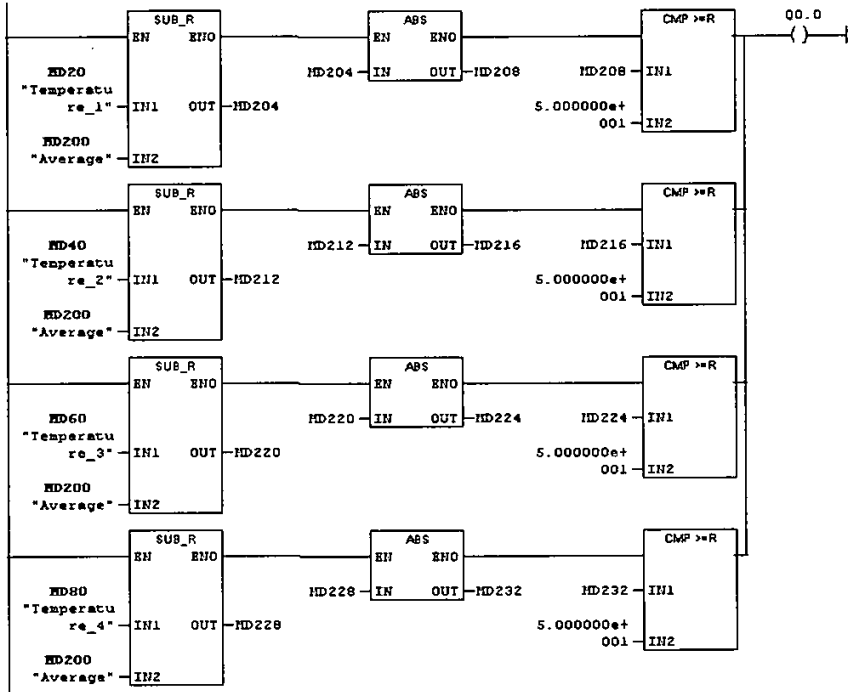 SUB_R ABS CMP >=R Q0.0
EN ENO EN ENO ( )
MD20 MD204 IN OUT MD208 MD208 IN1
"Temperatu
re_1" IN1 OUT MD204 5.000000e+
001 IN2
MD200
"Average" IN2
SUB_R ABS CMP >=R
EN ENO EN ENO
MD40 MD212 IN OUT MD216 MD216 IN1
"Temperatu
re_2" IN1 OUT MD212 5.000000e+
001 IN2
MD200
"Average" IN2
SUB_R ABS CMP >=R
EN ENO EN ENO
MD60 MD220 IN OUT MD224 MD224 IN1
"Temperatu
re_3" IN1 OUT MD220 5.000000e+
001 IN2
MD200
"Average" IN2
SUB_R ABS CMP >=R
EN ENO EN ENO
MD80 MD228 IN OUT MD232 MD232 IN1
"Temperatu
re_4" IN1 OUT MD228 5.000000e+
001 IN2
MD200
"Average" IN2